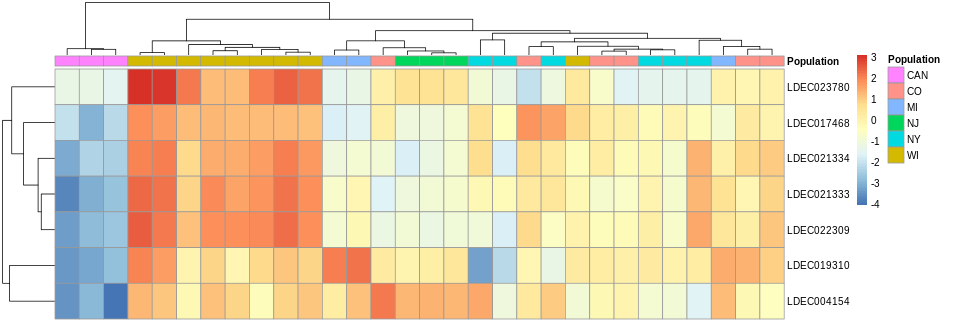 Population
LDEC023780
LDEC017468
LDEC021334
LDEC021333
LDEC022309
LDEC019310
LDEC004154
3
2
1
0
-1
-2
-3
-4
Population
CAN
CO
MI
NJ
NY
WI